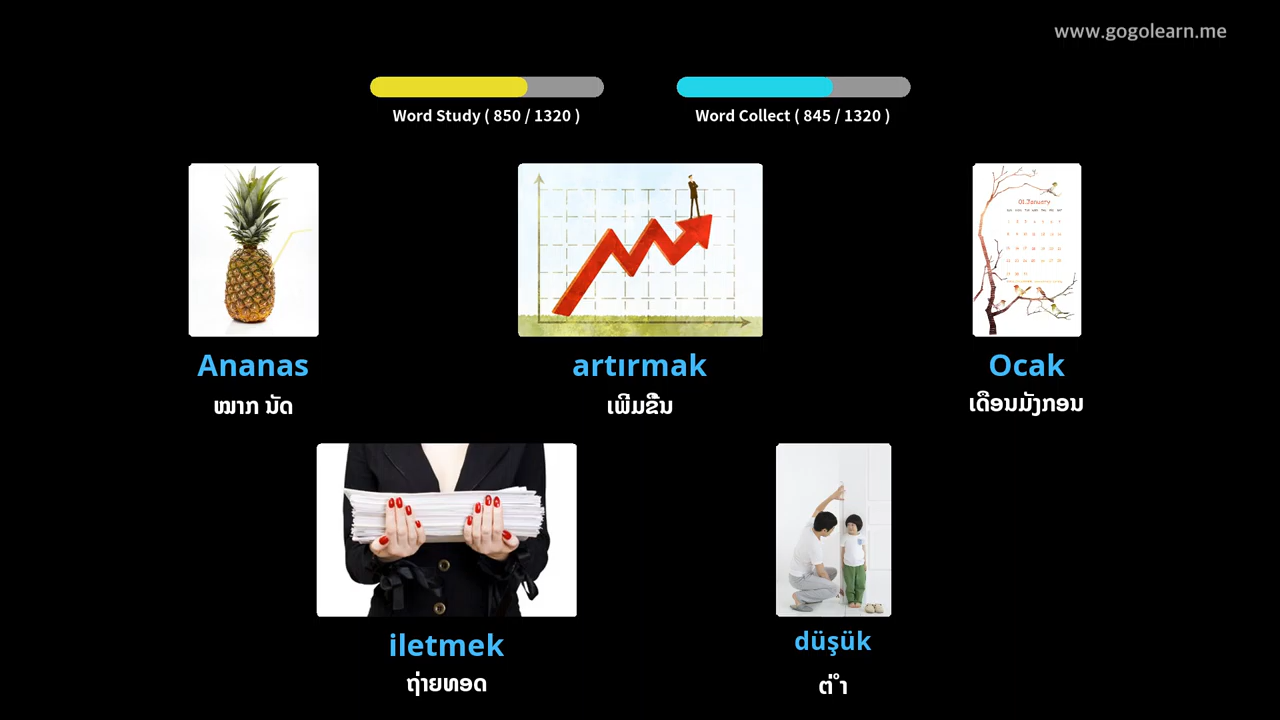 www.gogolearn.me
Word Study ( 850 / 1320 )
Word Collect ( 845 / 1320 )
01.January
Ananas
artırmak
Ocak
ໝາກ ນັດ
ເພີ່ມຂຶ້ນ
ເດືອນມັງກອນ
iletmek
düşük
ຖ່າຍທອດ
ຕ່ໍາ